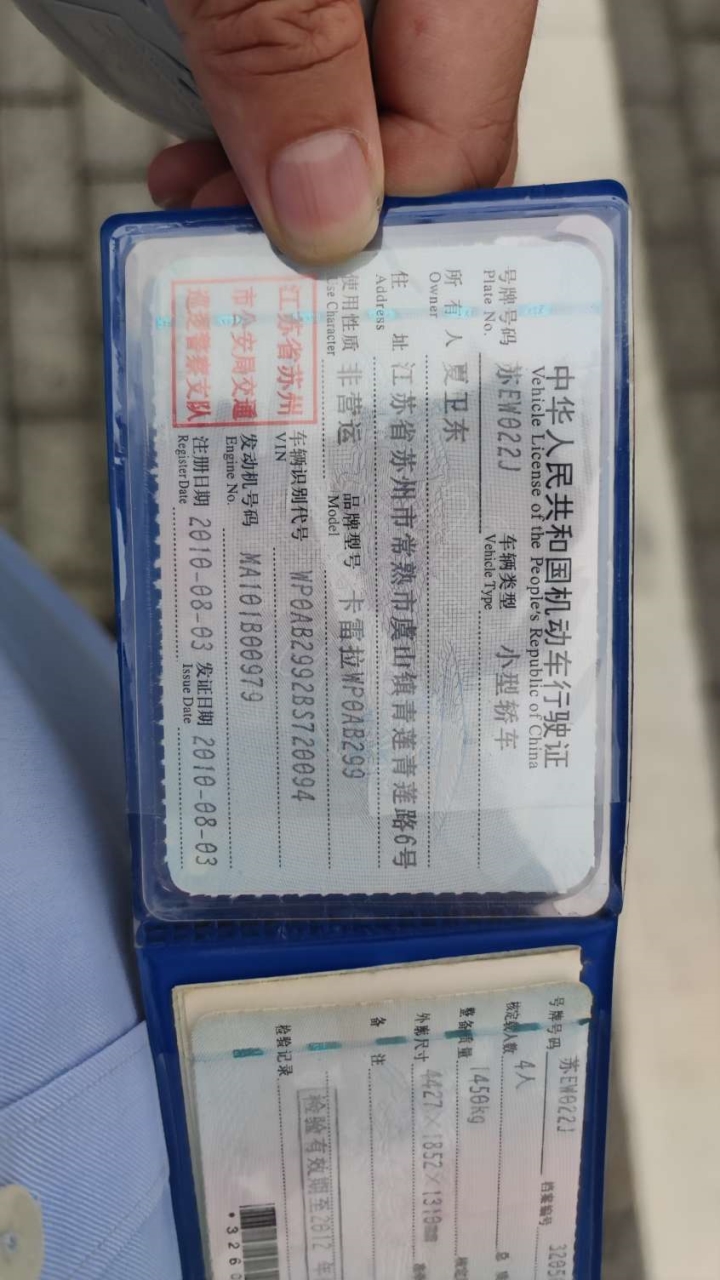 中华人民共和国机动车行驶证
Vehicle License of the People's Republic of China
号牌号码 苏EW022J 车辆类型 小型轿车
Plate No. Vehicle Type
所有人 夏卫东
Owner
住址 江苏省苏州市常熟市虞山镇青莲青莲路6号
Address
使用性质 非营运 品牌型号 卡雷拉WP0AB299
Use Character Model
江苏省苏州
市公安局交通
巡逻警察支队
车辆识别代号 WP0AB2992BS720094
VIN
发动机号码 MA101B00979
Engine No.
注册日期 2010-08-03 发证日期 2010-08-03
Register Date Issue Date
号牌号码 苏EW022J 档案编号 3205
核定载人数 4人 总
整备质量 1450kg
外廓尺寸 4427×1852×1310mm
备注
检验记录
检验有效期至2012年
*3260